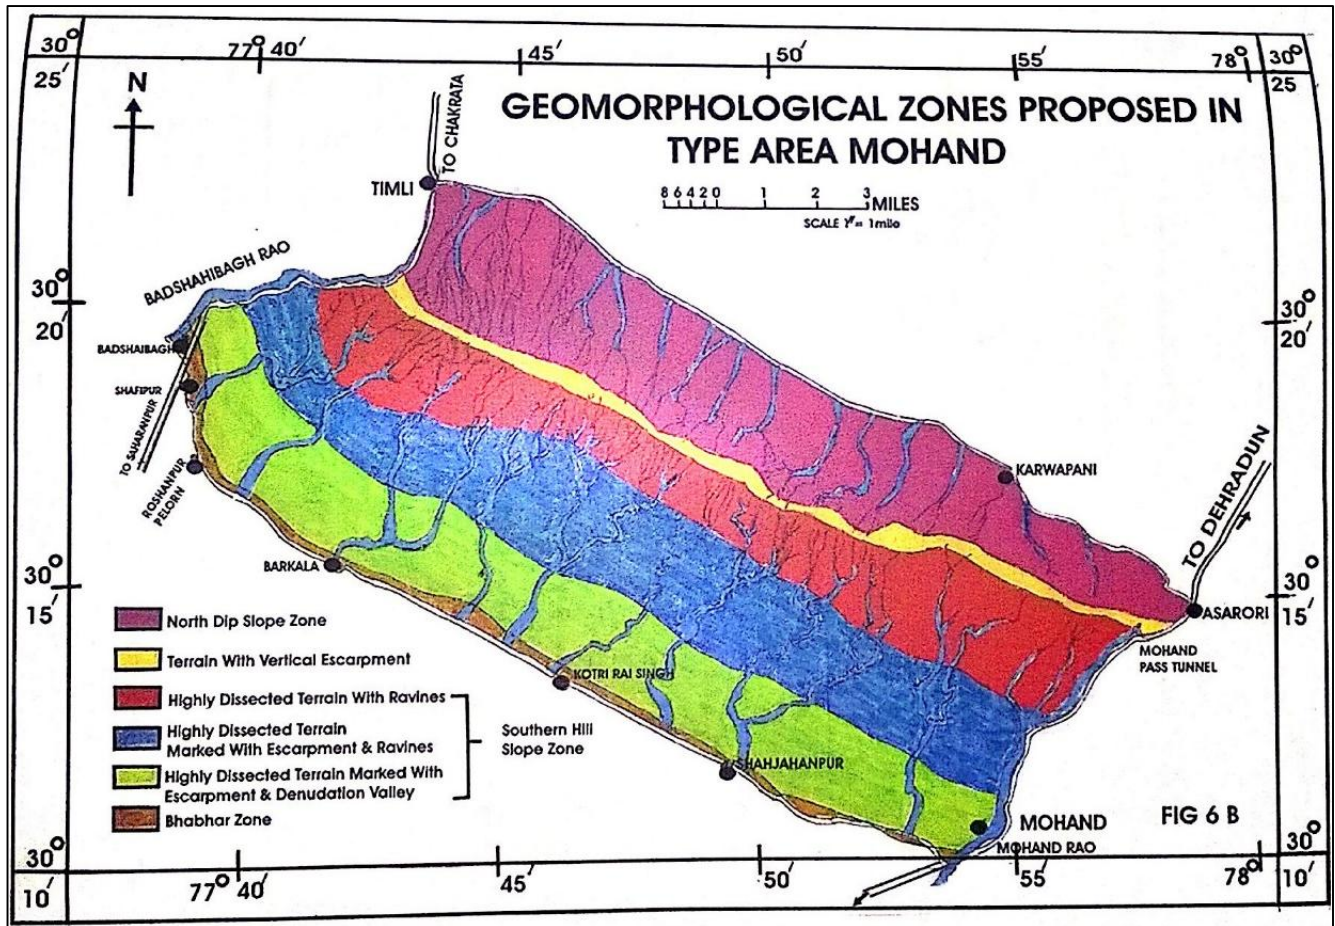 30° 25′
77° 40′
45′
50′
55′
78°
30° 25
N
TO CHAKRATA
GEOMORPHOLOGICAL ZONES PROPOSED IN
TYPE AREA MOHAND
TIMLI
8 6 4 2 0 1 2 3 MILES
SCALE 1″= 1mile
BADSHAHIBAGH RAO
30° 20′
30° 20′
BADSHAIBAGH
SHAFIPUR
TO SAHARANPUR
ROSHANPUR
PELORN
KARWAPANI
TO DEHRADUN
BARKALA
30° 15′
30° 15′
ASARORI
MOHAND
PASS TUNNEL
North Dip Slope Zone
Terrain With Vertical Escarpment
Highly Dissected Terrain With Ravines
Highly Dissected Terrain
Marked With Escarpment & Ravines
Highly Dissected Terrain Marked With
Escarpment & Denudation Valley
Bhabhar Zone
Southern Hill
Slope Zone
KOTRI RAI SINGH
SHAHJAHANPUR
MOHAND
MOHAND RAO
FIG 6 B
30° 10′
77° 40′
45′
50′
55′
78°
30° 10′